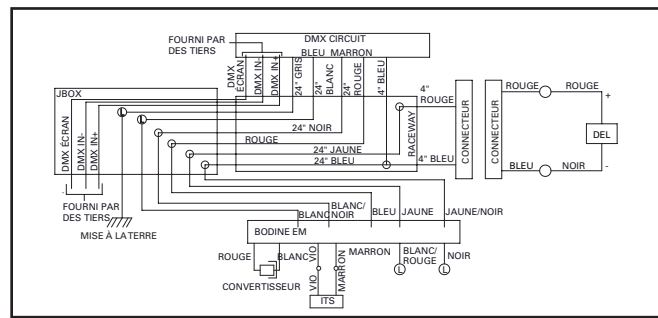 FOURNI PAR
DES TIERS
DMX CIRCUIT
BLEU MARRON
DMX
ÉCRAN
DMX IN-
DMX IN+
24" GRIS
24"
BLANC
24"
ROUGE
4" BLEU
JBOX
DMX ÉCRAN
DMX IN-
DMX IN+
24" NOIR
ROUGE
24" JAUNE
24" BLEU
RACEWAY
4"
ROUGE
4" BLEU
CONNECTEUR
CONNECTEUR
ROUGE
ROUGE
+
DEL
BLEU
NOIR
-
-
FOURNI PAR
DES TIERS
MISE À LA TERRE
BLANC
BLANC/
NOIR
BLEU
JAUNE
JAUNE/NOIR
BODINE EM
ROUGE
BLANC
VIO
VIO
MARRON
MARRON
BLANC/
ROUGE
NOIR
L
L
CONVERTISSEUR
ITS